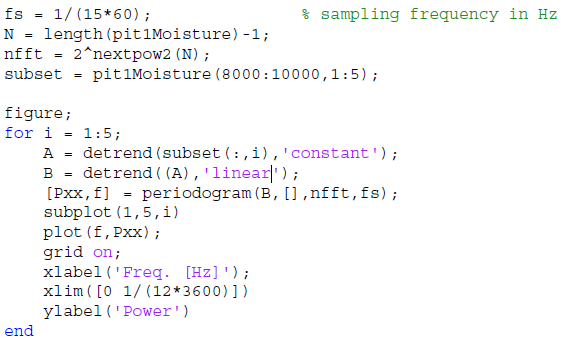 fs = 1/(15*60);                % sampling frequency in Hz
N = length(pit1Moisture)-1;
nfft = 2^nextpow2(N);
subset = pit1Moisture(8000:10000,1:5);
figure;
for i = 1:5;
    A = detrend(subset(:,i),'constant');
    B = detrend((A),'linear');
    [Pxx,f] = periodogram(B,[],nfft,fs);
    subplot(1,5,i)
    plot(f,Pxx);
    grid on;
    xlabel('Freq. [Hz]');
    xlim([0 1/(12*3600)])
    ylabel('Power')
end